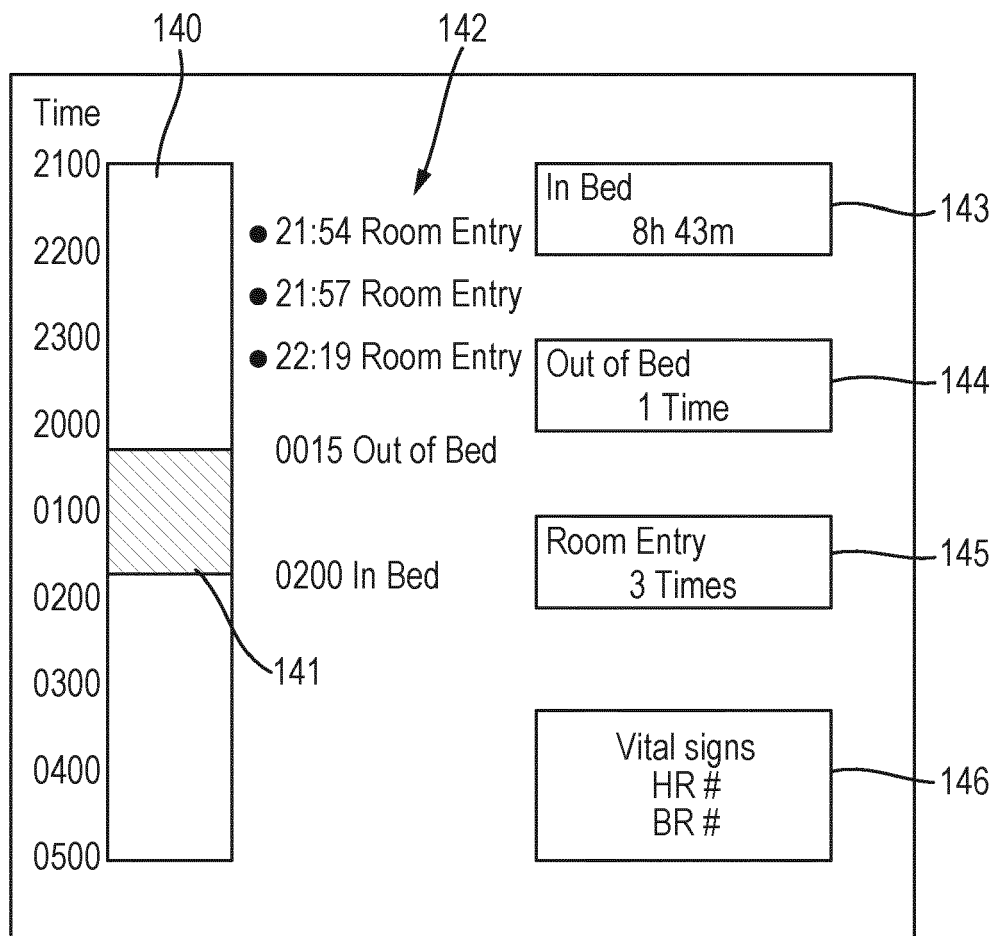 140
142
Time
2100
2200
2300
2000
0100
0200
0300
0400
0500
● 21:54 Room Entry
● 21:57 Room Entry
● 22:19 Room Entry
0015 Out of Bed
0200 In Bed
141
In Bed
8h 43m
143
Out of Bed
1 Time
144
Room Entry
3 Times
145
Vital signs
HR #
BR #
146